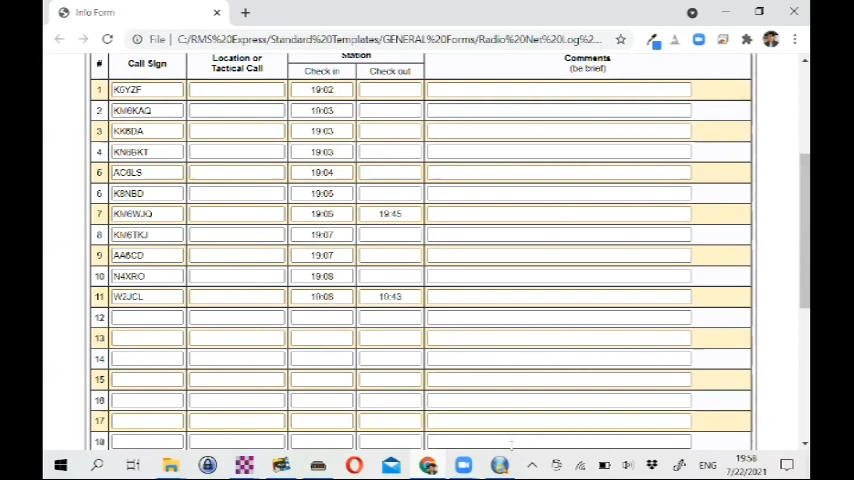 Info Form
File C:/RMS%20Express/Standard%20Templates/GENERAL%20Forms/Radio%20Net%20Log%2...
# Call Sign Location or Tactical Call Station Check in Check out Comments (be brief)
1 K6YZF 19:02
2 KM6KAQ 19:03
3 KK6DA 19:03
4 KN6BKT 19:03
5 AC6LS 19:04
6 19:05
7 KM6WJQ 19:05 19:45
8 KM6TKJ 19:07
9 AA6CD 19:07
10 N4XRO 19:08
11 W2JCL 19:08 19:43
12
13
14
15
16
17
18
ENG
19:58
7/22/2021